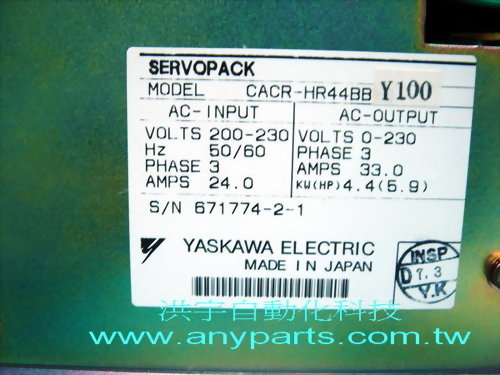 SERVOPACK
MODEL CACR-HR44BB Y100
AC-INPUT
VOLTS 200-230
Hz 50/60
PHASE 3
AMPS 24.0
AC-OUTPUT
VOLTS 0-230
PHASE 3
AMPS 33.0
KW(HP)4.4(5.9)
S/N 671774-2-1
YASKAWA ELECTRIC
MADE IN JAPAN
INSP
D 7.3
Y.K
洪宇自動化科技
www.anyparts.com.tw